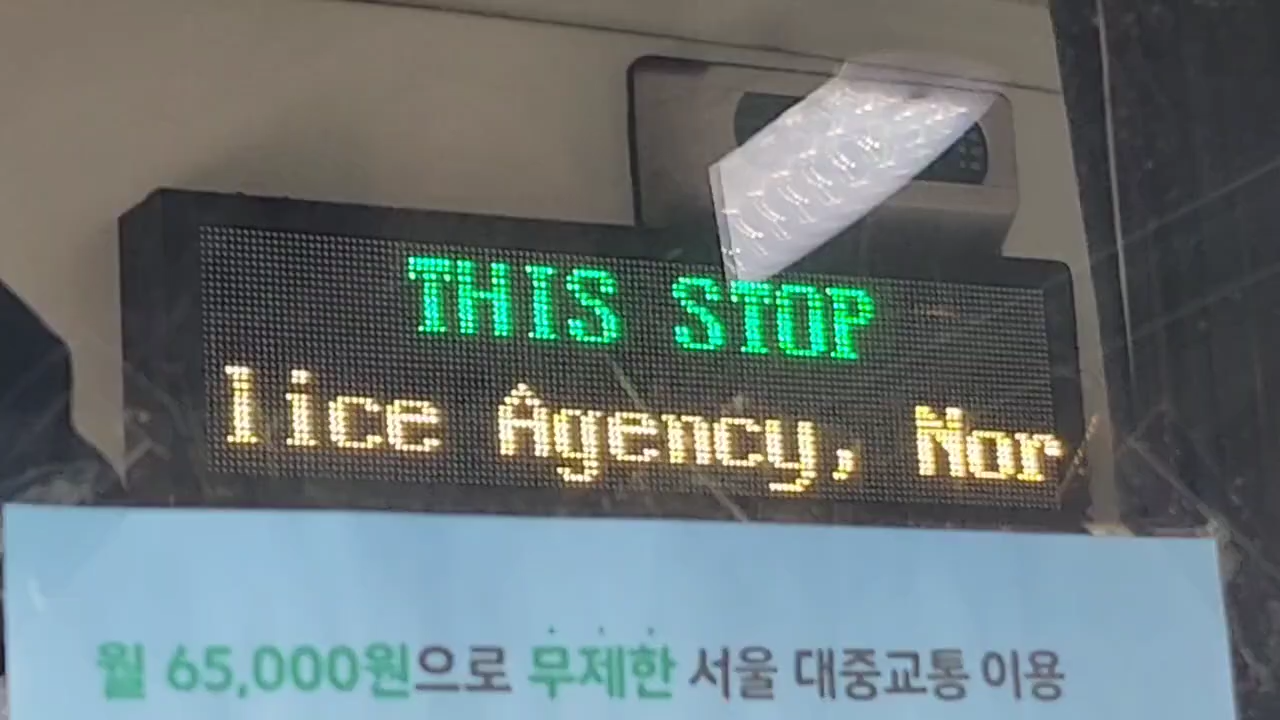 THIS STOP
lice Agency, Nor
월 65,000원으로 무제한 서울 대중교통 이용